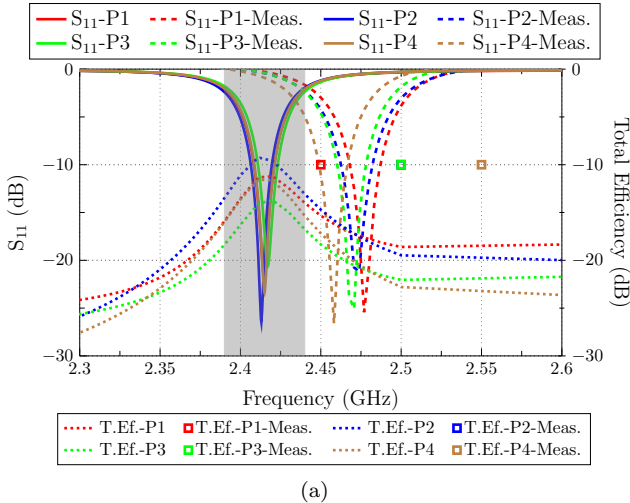 S₁₁-P1 S₁₁-P1-Meas. S₁₁-P2 S₁₁-P2-Meas.
S₁₁-P3 S₁₁-P3-Meas. S₁₁-P4 S₁₁-P4-Meas.
0 0
−10 −10
−20 −20
−30 −30
S₁₁ (dB)
Total Efficiency (dB)
2.3 2.35 2.4 2.45 2.5 2.55 2.6
Frequency (GHz)
T.Ef.-P1 T.Ef.-P1-Meas. T.Ef.-P2 T.Ef.-P2-Meas.
T.Ef.-P3 T.Ef.-P3-Meas. T.Ef.-P4 T.Ef.-P4-Meas.
(a)